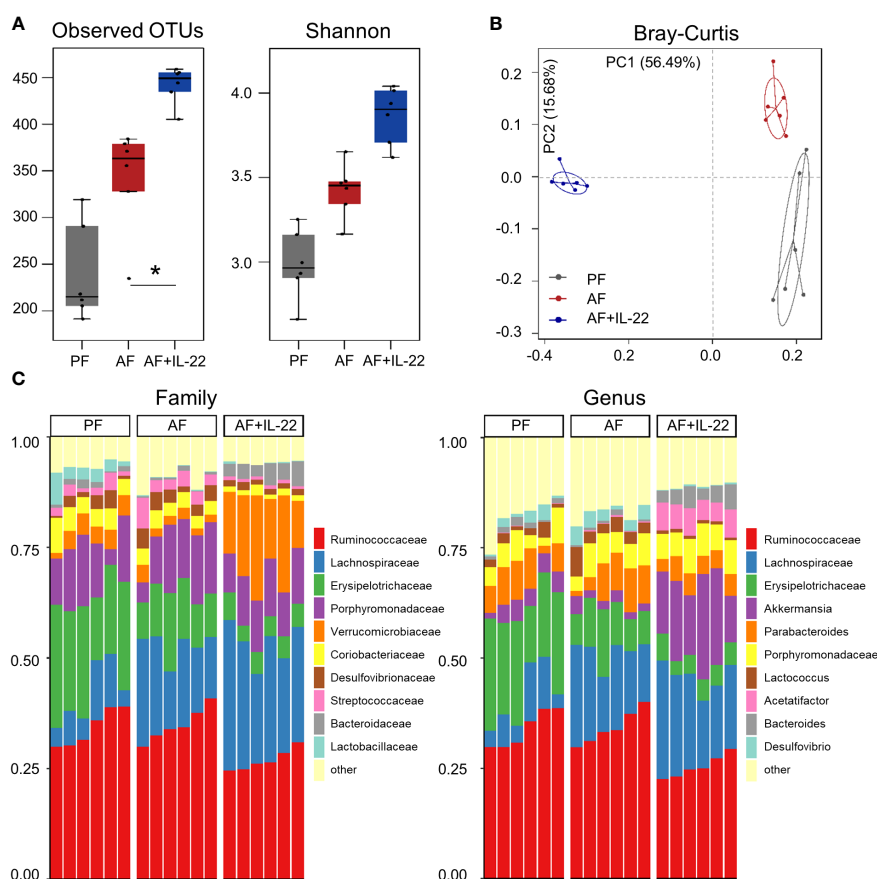 A
Observed OTUs
450
400
350
300
250
200
*
PF
AF
AF+IL-22
Shannon
4.0
3.5
3.0
PF
AF
AF+IL-22
B
Bray-Curtis
PC1 (56.49%)
PC2 (15.68%)
0.2
0.1
0.0
-0.1
-0.2
-0.3
PF
AF
AF+IL-22
-0.4
0.2
0.0
0.2
C
Family
PF
AF
AF+IL-22
1.00
0.75
0.50
0.25
0.00
Ruminococcaceae
Lachnospiraceae
Erysipelotrichaceae
Porphyromonadaceae
Verrucomicrobiaceae
Coriobacteriaceae
Desulfovibrionaceae
Streptococcaceae
Bacteroidaceae
Lactobacillaceae
other
Genus
PF
AF
AF+IL-22
1.00
0.75
0.50
0.25
0.00
Ruminococcaceae
Lachnospiraceae
Erysipelotrichaceae
Akkermansia
Parabacteroides
Porphyromonadaceae
Lactococcus
Acetatifactor
Bacteroides
Desulfovibrio
other